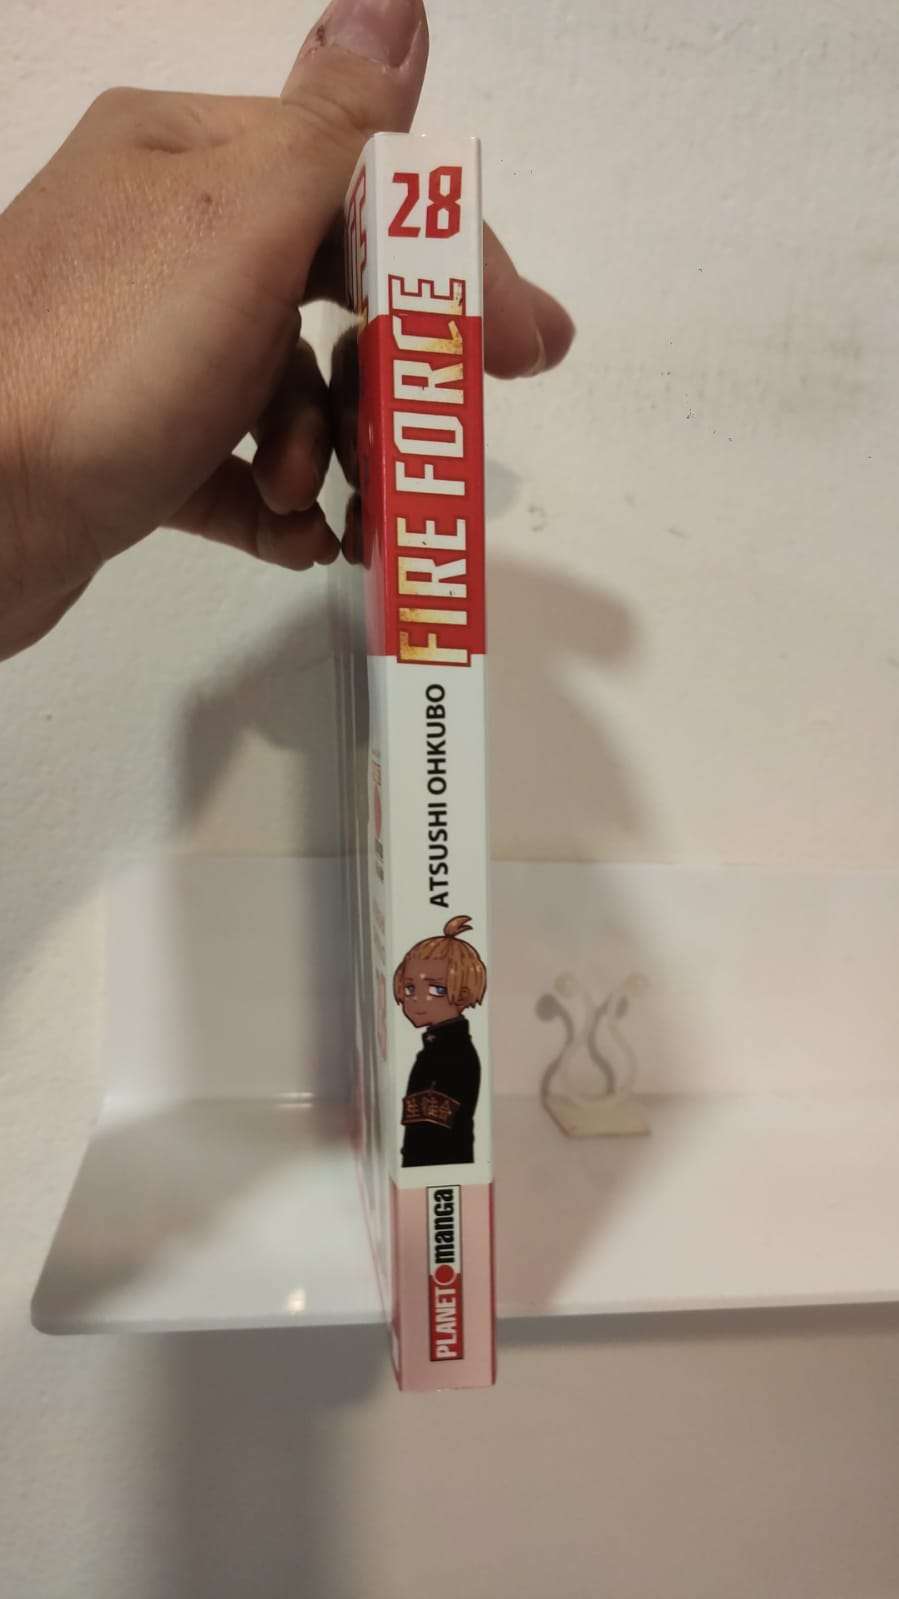 28
FIRE FORCE
ATSUSHI OHKUBO
PLANET manga